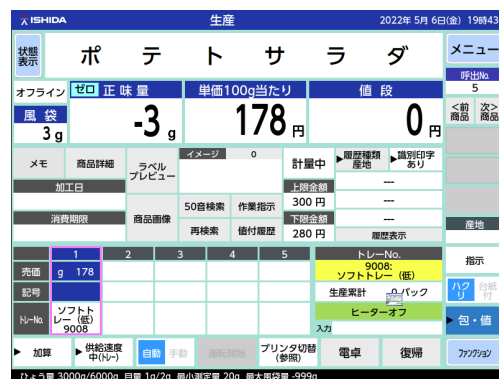 ISHIDA 生産 2022年 5月 6日(金) 19時43
状態表示 ポテトサラダ メニュー
呼出No.
5
オフライン ゼロ 正味量 単価100g当たり 値段
<前商品 次>商品
風袋
3 g -3 g 178 円 0 円
メモ 商品詳細 ラベルプレビュー イメージ 0 計量中 ▶履歴種類 産地 ▶識別印字 あり
加工日 上限金額 ---
50音検索 作業指示 300 円 ---
消費期限 商品画像 下限金額 ---
再検索 値付履歴 280 円 履歴表示
産地
1 2 3 4 5 トレーNo.
売価 g 178 9008:
ソフトトレー（低）
指示
記号 生産累計 0 パック
ハクリ 台紙付
トレーNo. ソフトトレー（低）9008 ヒーターオフ
入力
▶包・値
▶ 加算 ▶供給速度 中(トレー) 自動 手動 運転開始 プリンタ切替(参照) 電卓 復帰 ファンクション
ひょう量 3000g/6000g 目量 1g/2g 最小測定量 20g 最大風袋量 -999g